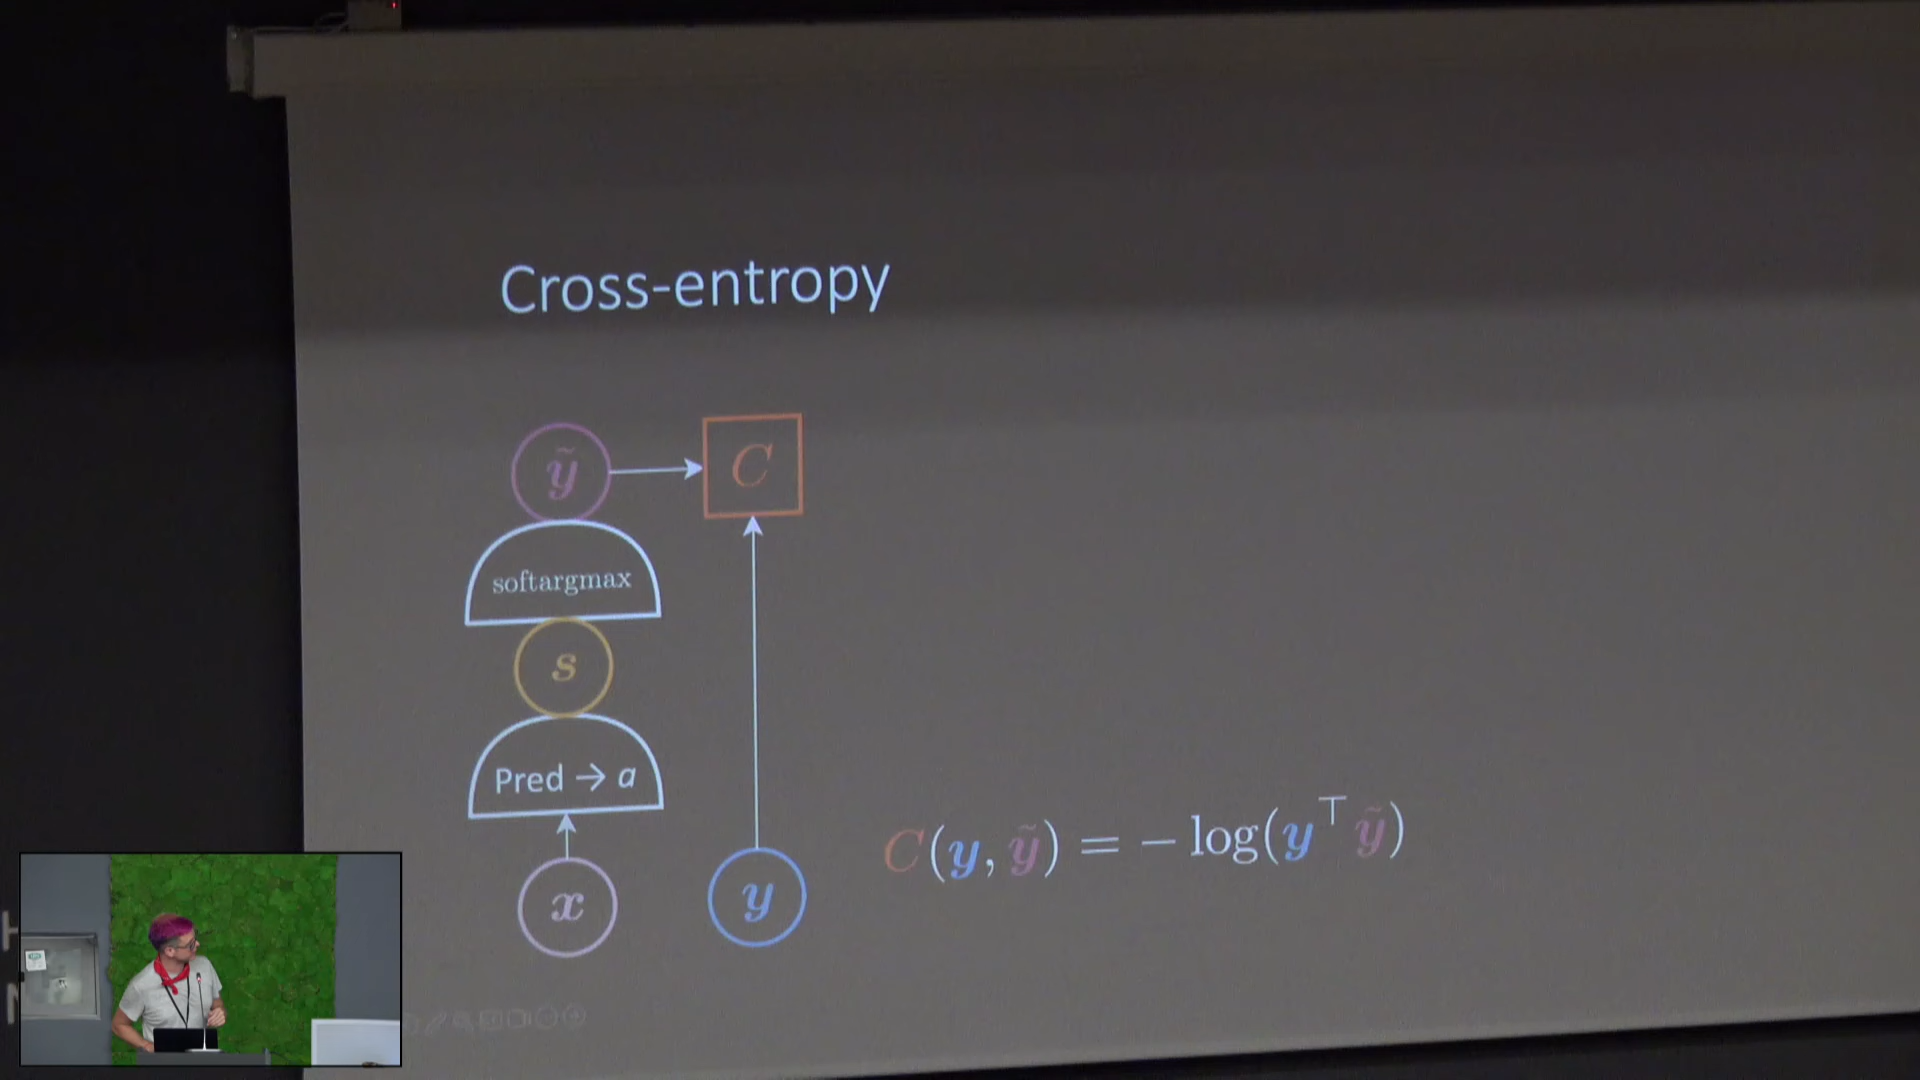 Cross-entropy
ỹ
C
softargmax
s
Pred → a
x
y
C(y, ỹ) = − log(y⊤ỹ)